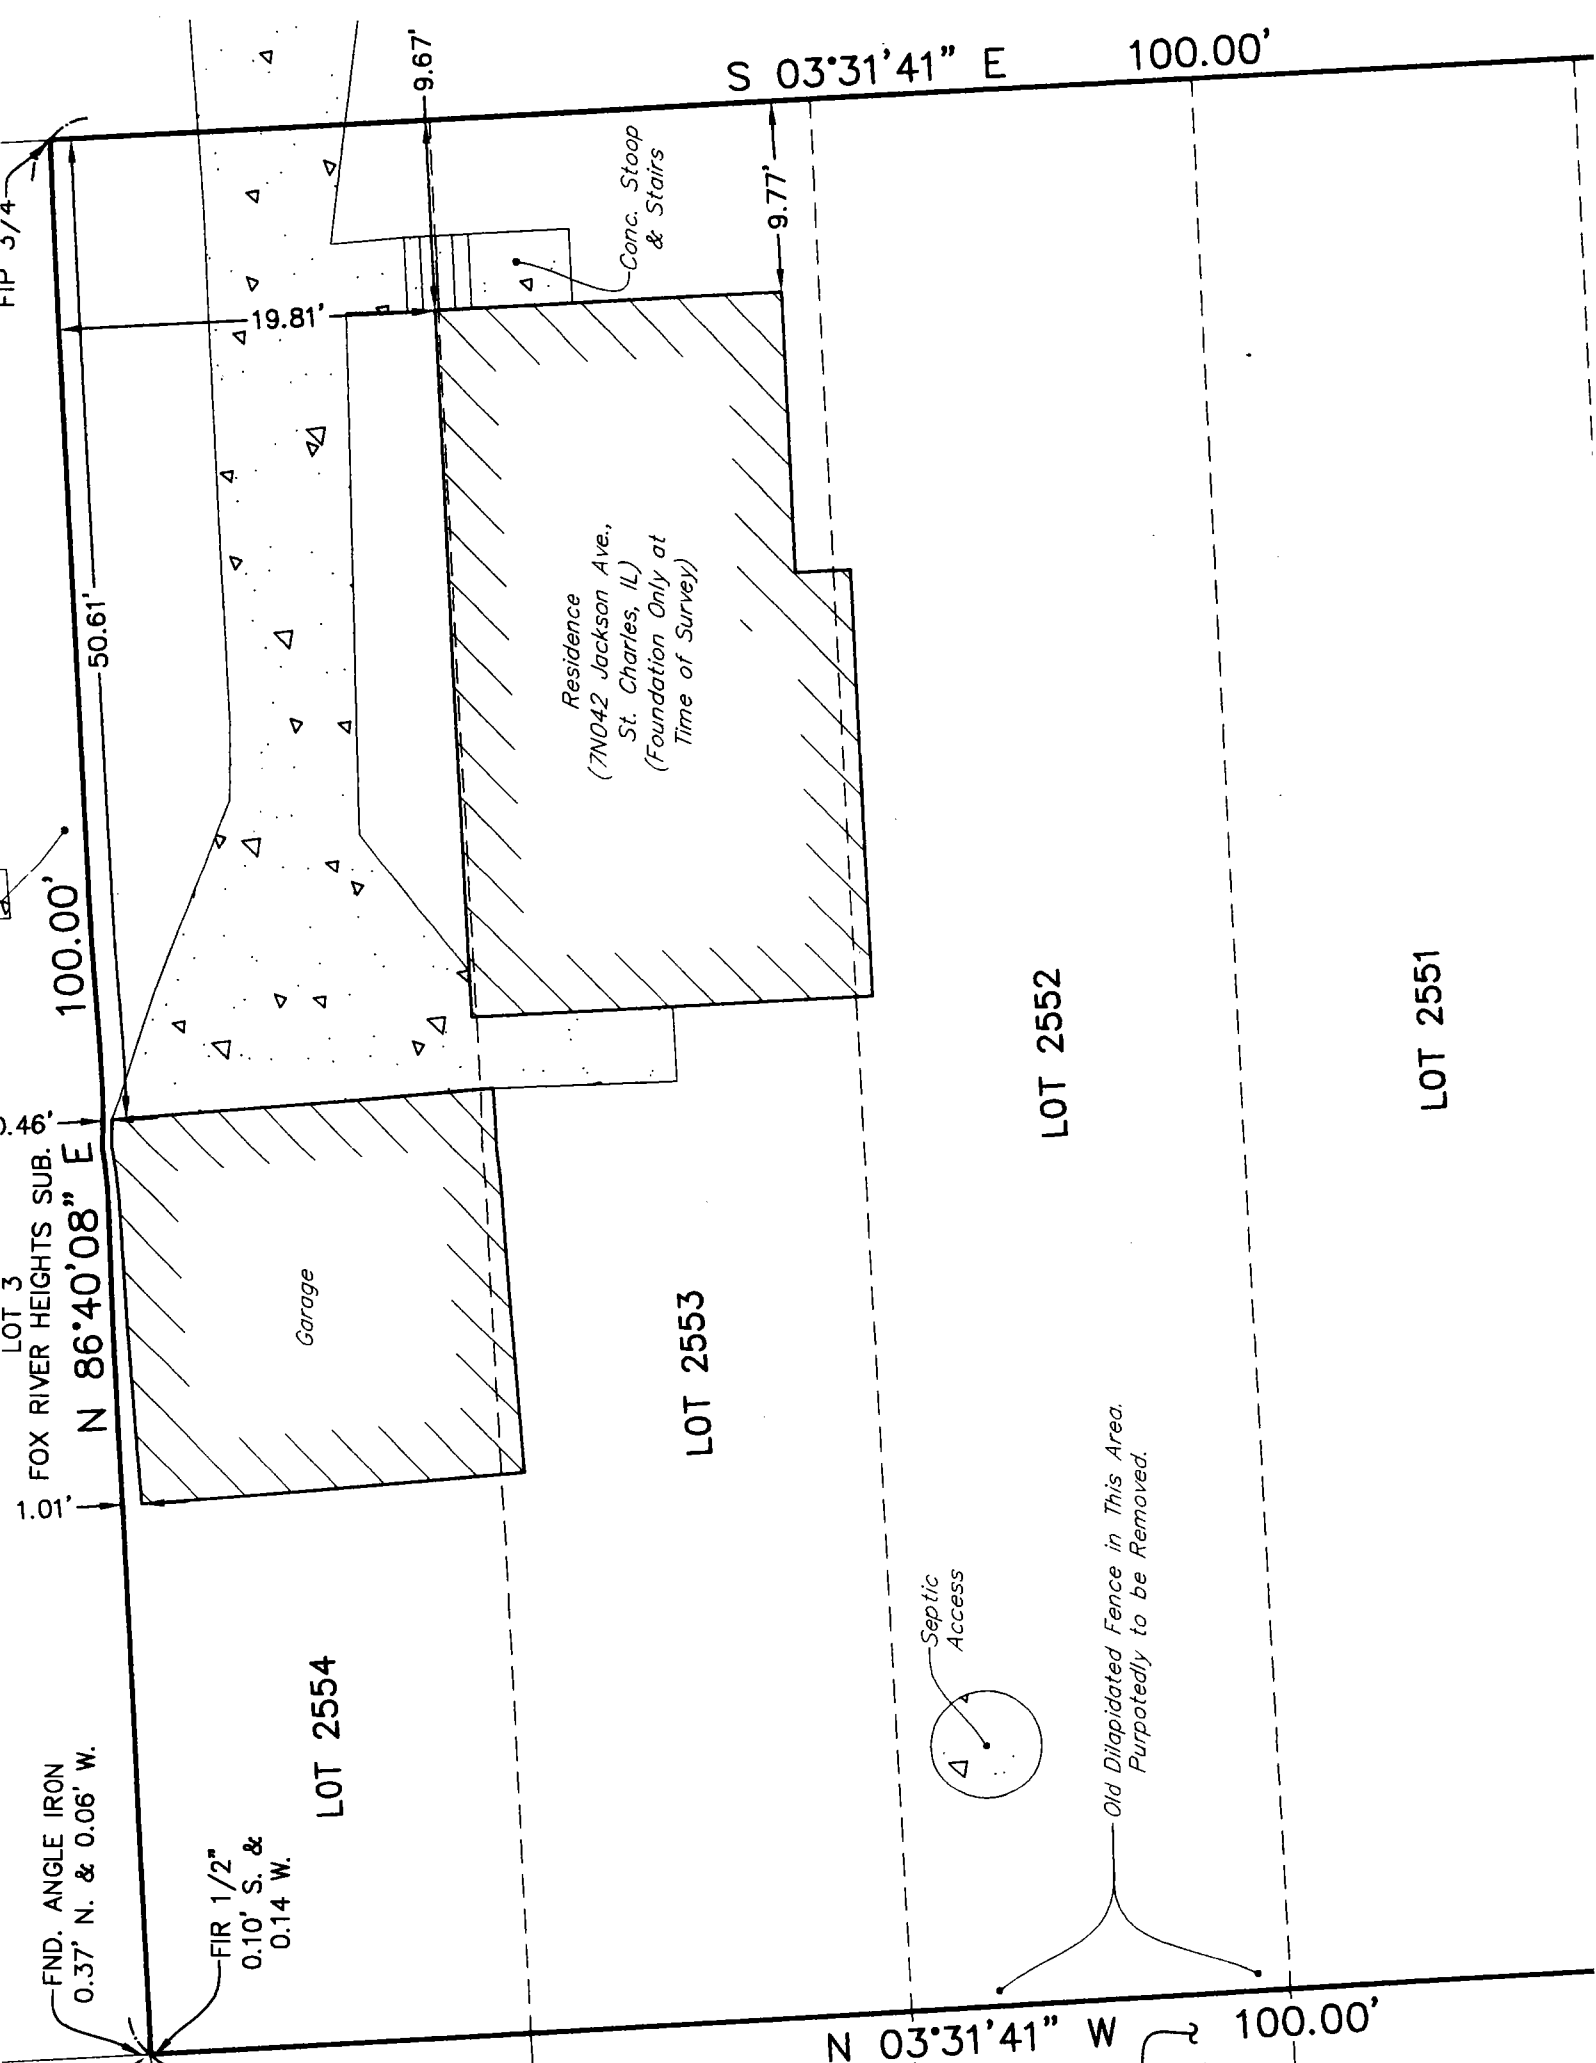 S 03°31'41" E 100.00'
9.67'
FIP 3/4
Conc. Stoop
& Stairs
9.77'
19.81'
50.61'
Residence
(7N042 Jackson Ave.,
St. Charles, IL)
(Foundation Only at
Time of Survey)
100.00'
0.46'
LOT 3
FOX RIVER HEIGHTS SUB.
N 86°40'08" E
1.01'
Garage
LOT 2552
LOT 2551
LOT 2553
LOT 2554
Septic
Access
Old Dilapidated Fence in This Area.
Purpotedly to be Removed.
FND. ANGLE IRON
0.37' N. & 0.06' W.
FIR 1/2"
0.10' S. &
0.14 W.
N 03°31'41" W 100.00'